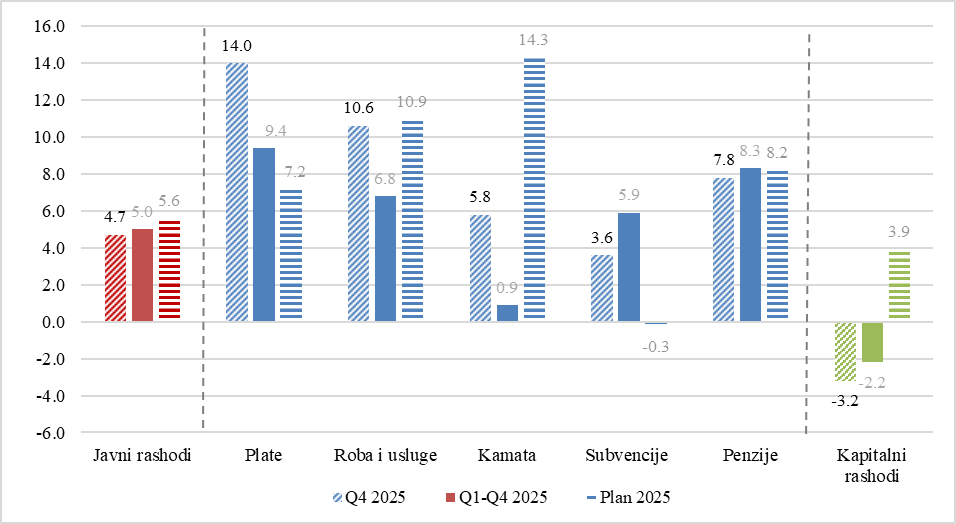 16.0
14.0
12.0
10.0
8.0
6.0
4.0
2.0
0.0
-2.0
-4.0
-6.0
4.7 5.0 5.6
14.0 9.4 7.2
10.6 6.8 10.9
5.8 0.9 14.3
3.6 5.9 -0.3
7.8 8.3 8.2
-3.2 -2.2 3.9
Javni rashodi Plate Roba i usluge Kamata Subvencije Penzije Kapitalni
rashodi
Q4 2025 Q1-Q4 2025 Plan 2025